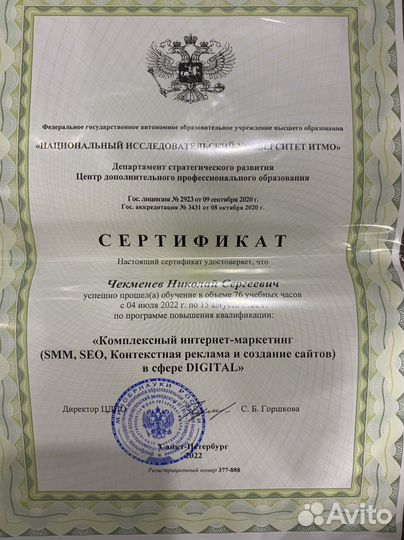 Федеральное государственное автономное образовательное учреждение высшего образования
«НАЦИОНАЛЬНЫЙ ИССЛЕДОВАТЕЛЬСКИЙ УНИВЕРСИТЕТ ИТМО»
Департамент стратегического развития
Центр дополнительного профессионального образования
Гос. лицензия № 2923 от 09 сентября 2020 г.
Гос. аккредитация № 3431 от 08 октября 2020 г.
СЕРТИФИКАТ
Настоящий сертификат удостоверяет, что
Чекменев Николай Сергеевич
успешно прошел(а) обучение в объеме 76 учебных часов
с 04 июля 2022 г. по 15 августа
по программе повышения квалификации:
«Комплексный интернет-маркетинг
(SMM, SEO, Контекстная реклама и создание сайтов)
в сфере DIGITAL»
Директор ЦДПО С. Б. Горшкова
МИНОБРНАУКИ РОССИИ
Санкт-Петербург
2022
Регистрационный номер 377-888
Avito